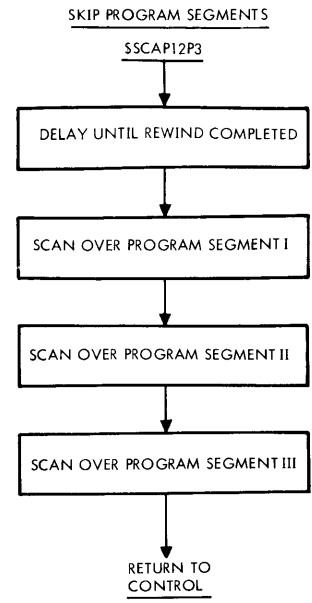 SKIP PROGRAM SEGMENTS
SSCAP12P3
DELAY UNTIL REWIND COMPLETED
SCAN OVER PROGRAM SEGMENT I
SCAN OVER PROGRAM SEGMENT II
SCAN OVER PROGRAM SEGMENT III
RETURN TO
CONTROL